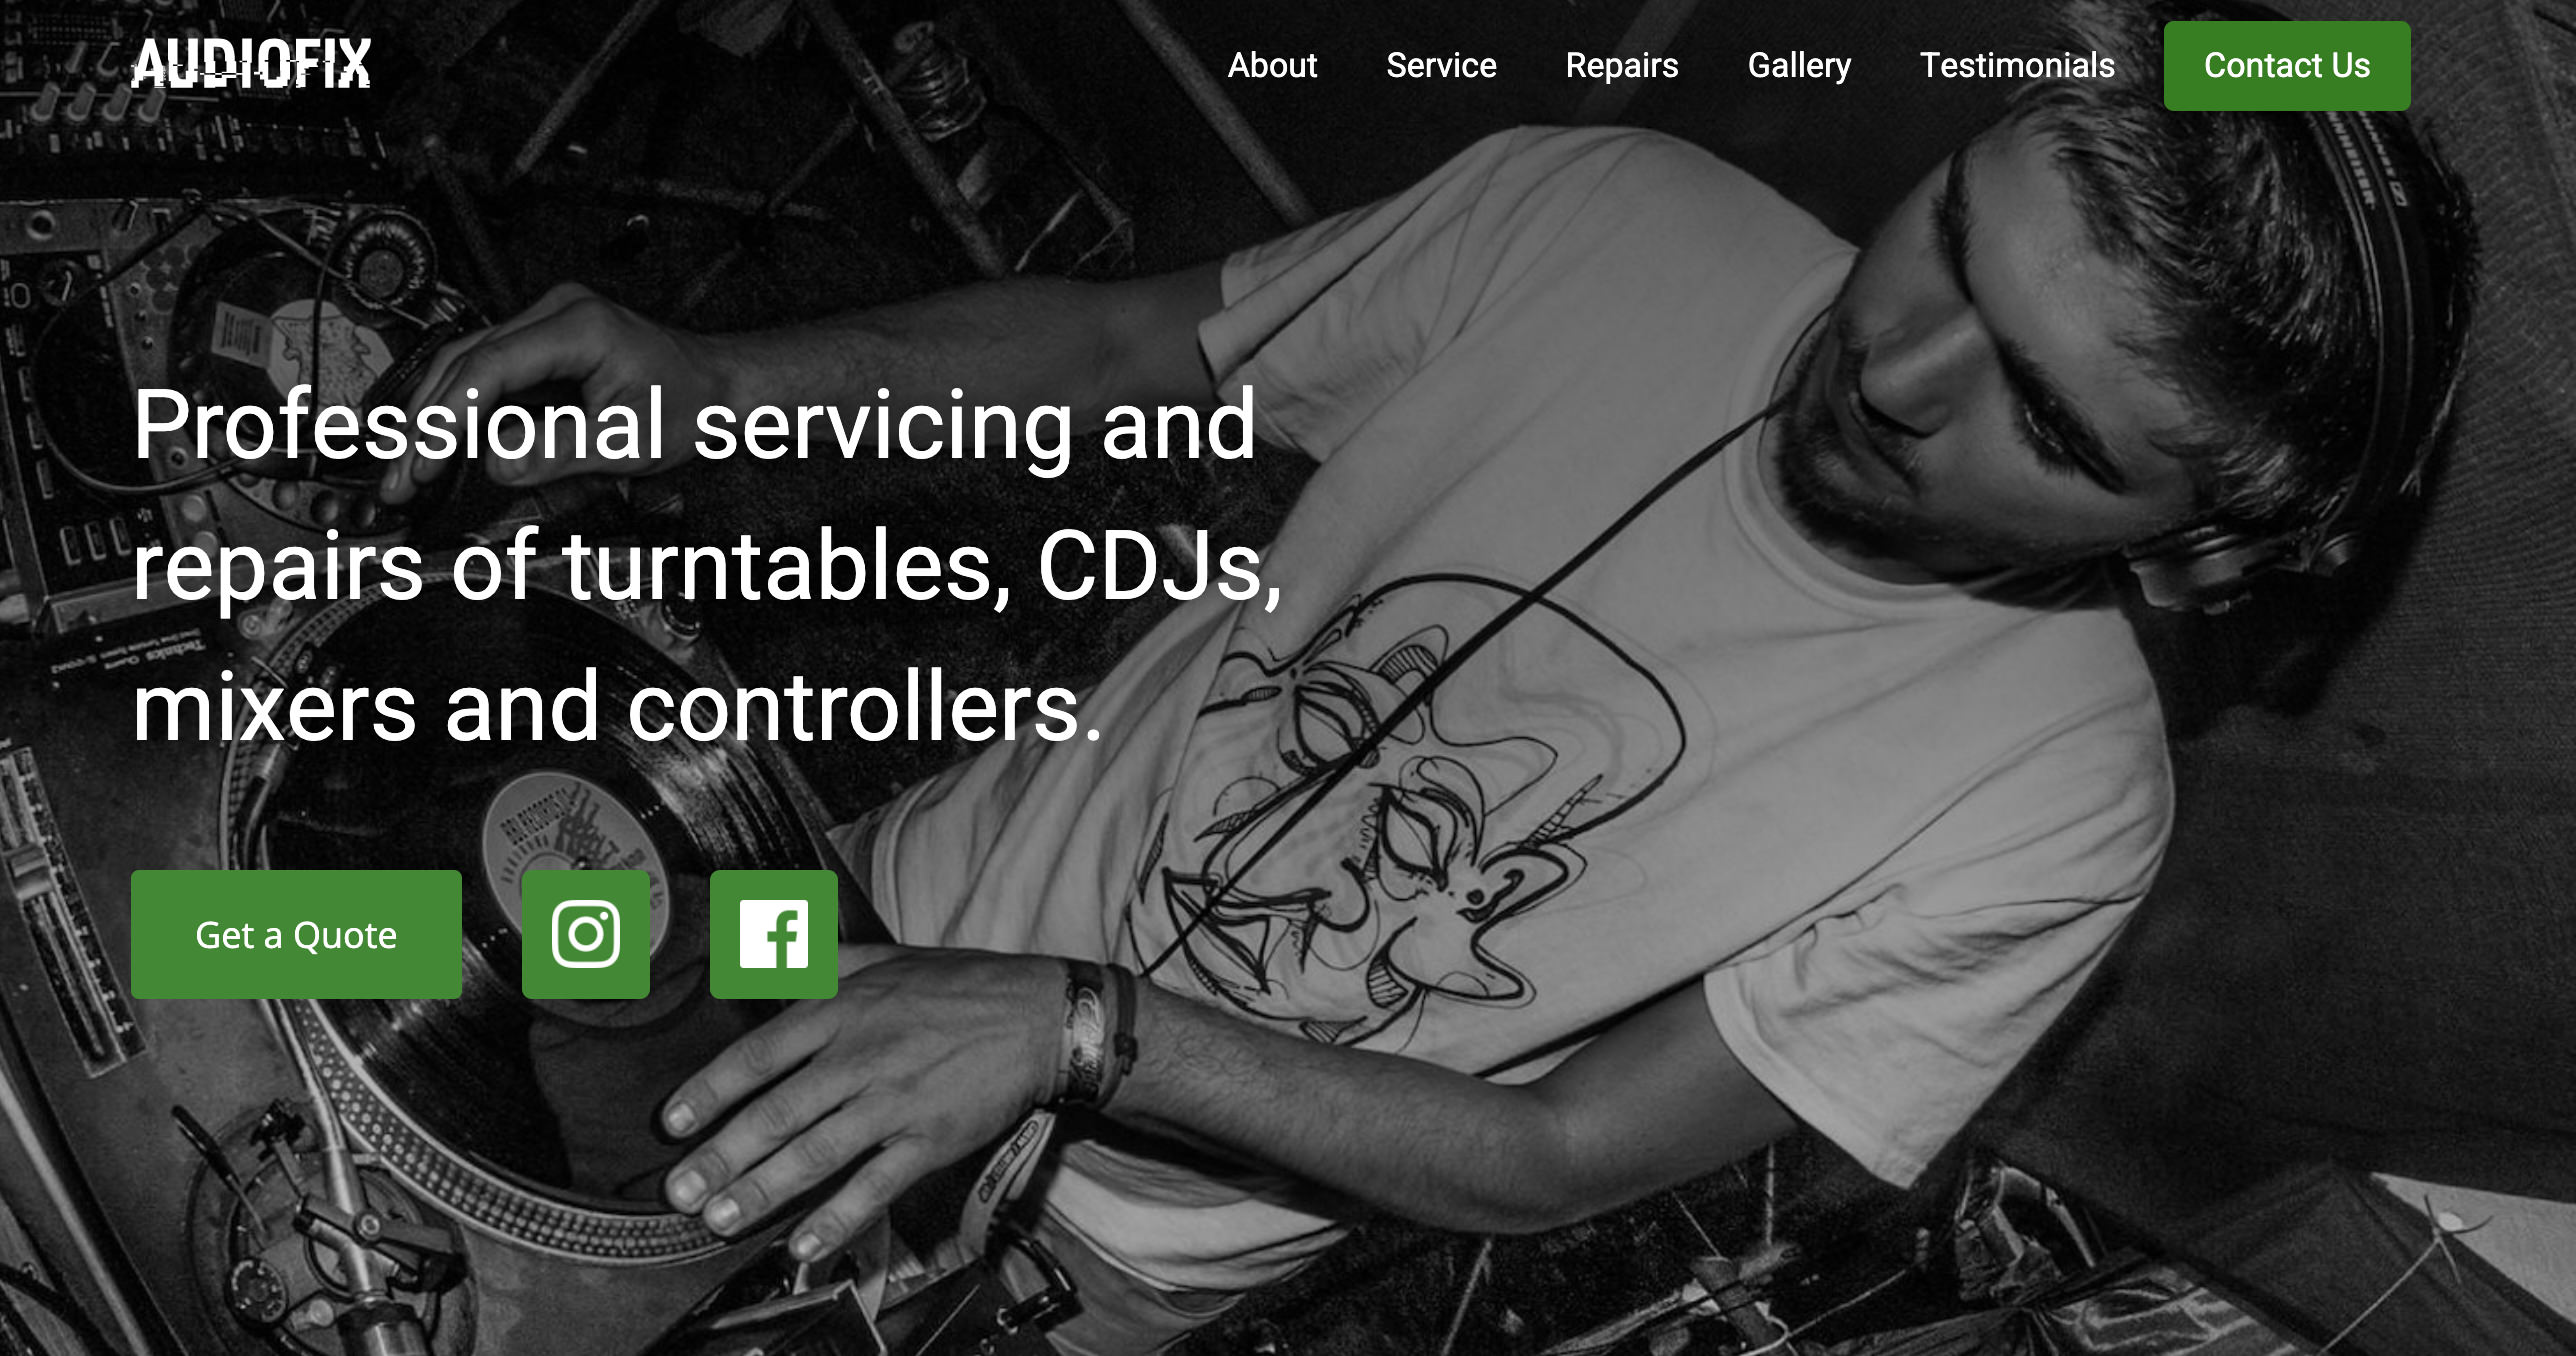 AUDIOFIX
About
Service
Repairs
Gallery
Testimonials
Contact Us
Professional servicing and
repairs of turntables, CDJs,
mixers and controllers.
Technics
Get a Quote